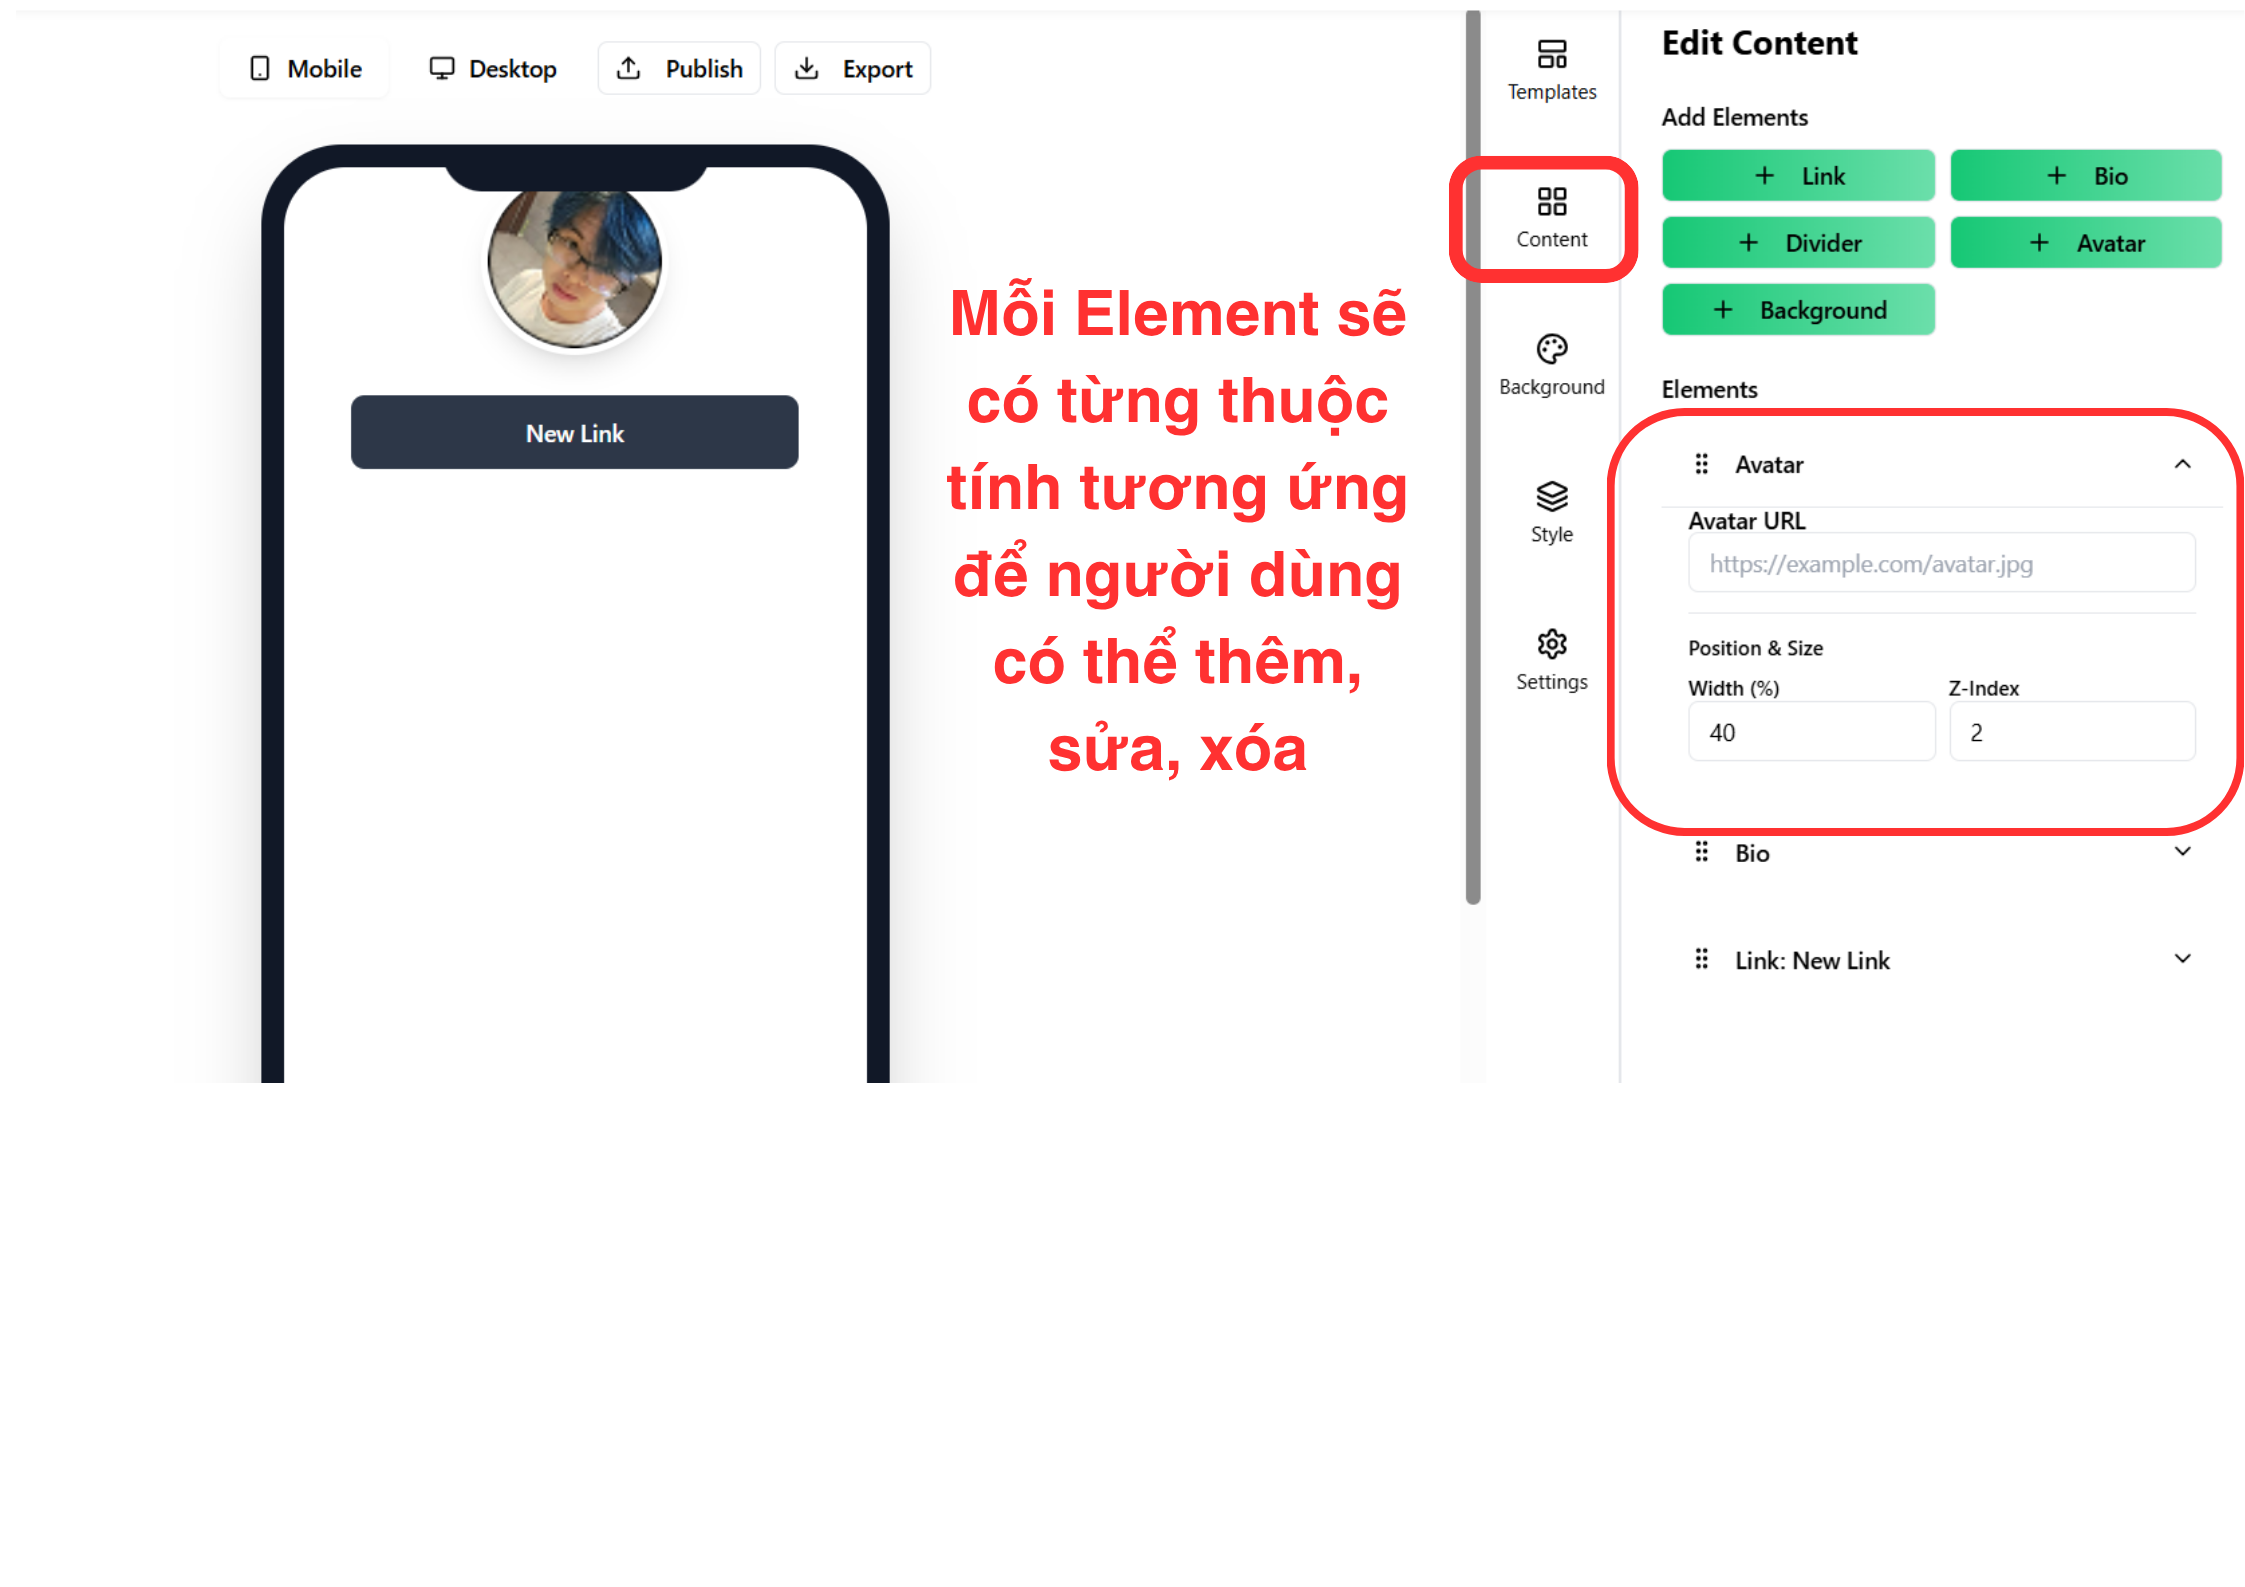 Mobile
Desktop
Publish
Export
New Link
Mỗi Element sẽ
có từng thuộc
tính tương ứng
để người dùng
có thể thêm,
sửa, xóa
Templates
Content
Background
Style
Settings
Edit Content
Add Elements
+ Link
+ Bio
+ Divider
+ Avatar
+ Background
Elements
Avatar
Avatar URL
https://example.com/avatar.jpg
Position & Size
Width (%)
Z-Index
40
2
Bio
Link: New Link